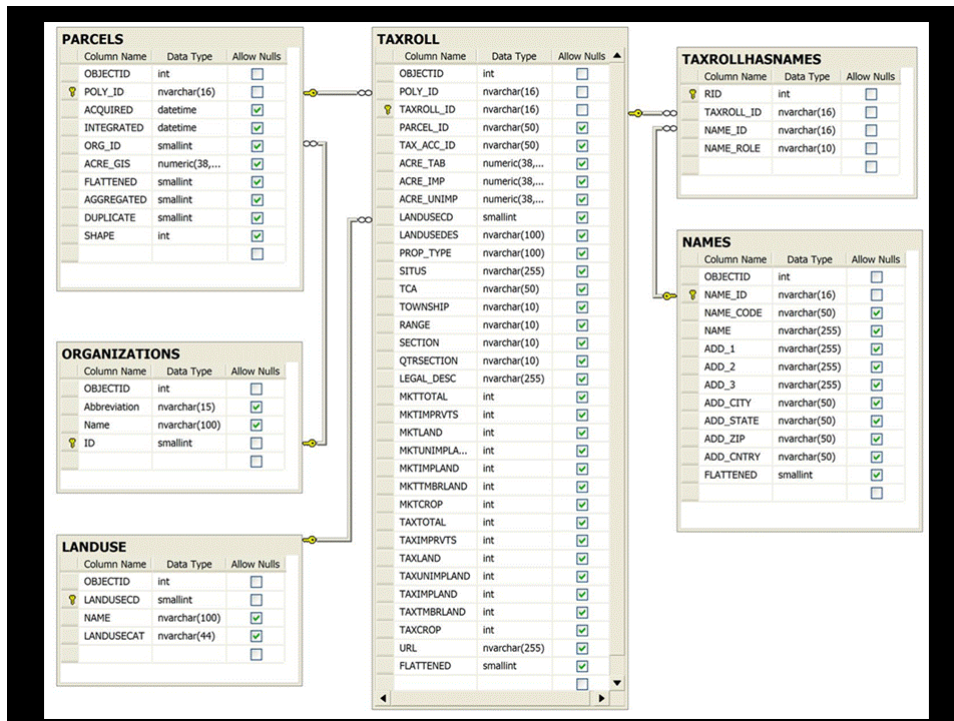 PARCELS
Column Name Data Type Allow Nulls
OBJECTID int
POLY_ID nvarchar(16)
ACQUIRED datetime
INTEGRATED datetime
ORG_ID smallint
ACRE_GIS numeric(38,...
FLATTENED smallint
AGGREGATED smallint
DUPLICATE smallint
SHAPE int
ORGANIZATIONS
Column Name Data Type Allow Nulls
OBJECTID int
Abbreviation nvarchar(15)
Name nvarchar(100)
ID smallint
LANDUSE
Column Name Data Type Allow Nulls
OBJECTID int
LANDUSECD smallint
NAME nvarchar(100)
LANDUSECAT nvarchar(44)
TAXROLL
Column Name Data Type Allow Nulls
OBJECTID int
POLY_ID nvarchar(16)
TAXROLL_ID nvarchar(16)
PARCEL_ID nvarchar(50)
TAX_ACC_ID nvarchar(50)
ACRE_TAB numeric(38,...
ACRE_IMP numeric(38,...
ACRE_UNIMP numeric(38,...
LANDUSECD smallint
LANDUSEDES nvarchar(100)
PROP_TYPE nvarchar(100)
SITUS nvarchar(255)
TCA nvarchar(50)
TOWNSHIP nvarchar(10)
RANGE nvarchar(10)
SECTION nvarchar(10)
QTRSECTION nvarchar(10)
LEGAL_DESC nvarchar(255)
MKTTOTAL int
MKTIMPRVTS int
MKTLAND int
MKTUNIMPLA... int
MKTIMPLAND int
MKTTMBRLAND int
MKTCROP int
TAXTOTAL int
TAXIMPRVTS int
TAXLAND int
TAXUNIMPLAND int
TAXIMPLAND int
TAXTMBRLAND int
TAXCROP int
URL nvarchar(255)
FLATTENED smallint
TAXROLLHASNAMES
Column Name Data Type Allow Nulls
RID int
TAXROLL_ID nvarchar(16)
NAME_ID nvarchar(16)
NAME_ROLE nvarchar(10)
NAMES
Column Name Data Type Allow Nulls
OBJECTID int
NAME_ID nvarchar(16)
NAME_CODE nvarchar(50)
NAME nvarchar(255)
ADD_1 nvarchar(255)
ADD_2 nvarchar(255)
ADD_3 nvarchar(255)
ADD_CITY nvarchar(50)
ADD_STATE nvarchar(50)
ADD_ZIP nvarchar(50)
ADD_CNTRY nvarchar(50)
FLATTENED smallint